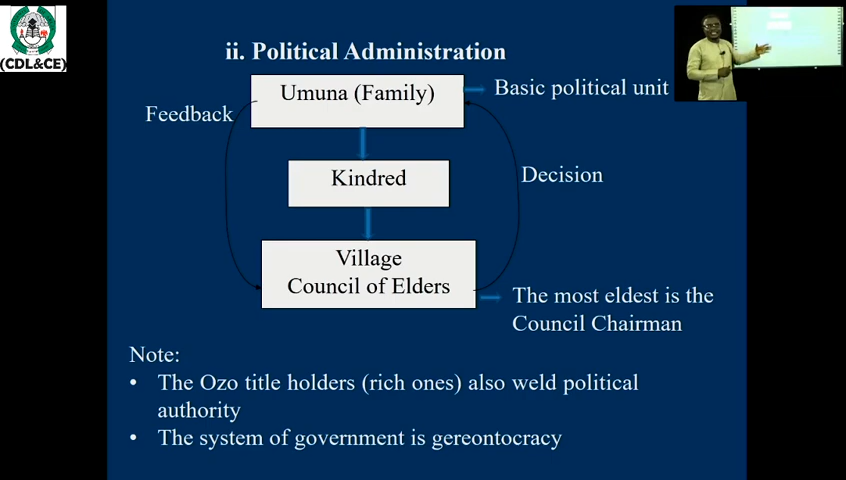 (CDL&CE)
ii. Political Administration
Umuna (Family)
Basic political unit
Feedback
Kindred
Decision
Village
Council of Elders
The most eldest is the
Council Chairman
Note:
• The Ozo title holders (rich ones) also weld political
authority
• The system of government is gereontocracy